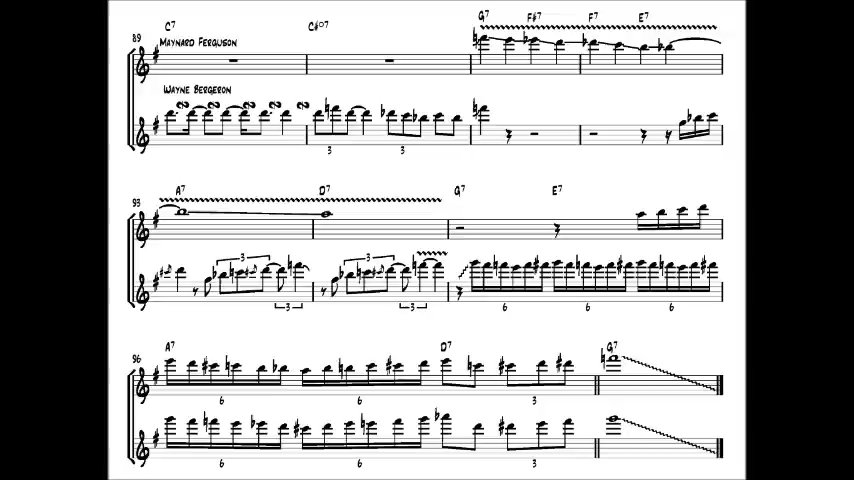 C7 C#o7 G7 F#7 F7 E7
89
Maynard Ferguson
Wayne Bergeron
3 3
A7 D7 G7 E7
93
3 3
3 3 6 6 6
A7 D7 G7
96
6 6 3
6 6 3